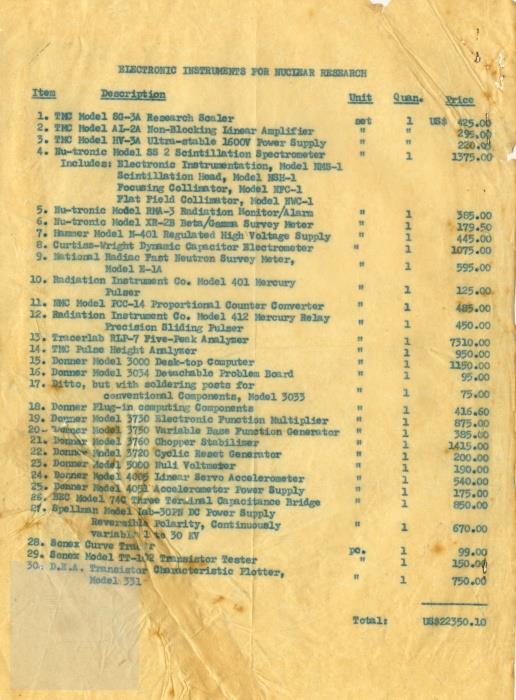 ELECTRONIC INSTRUMENTS FOR NUCLEAR RESEARCH
Item Description Unit Quan. Price
1. TMC Model SG-3A Research Scaler set 1 US$ 425.00
2. TMC Model AL-2A Non-Blocking Linear Amplifier " " 295.00
3. TMC Model HV-3A Ultra-stable 1600V Power Supply " " 220.00
4. Nu-tronic Model SS 2 Scintillation Spectrometer " 1 1375.00
Includes: Electronic Instrumentation, Model NMS-1
Scintillation Head, Model NSH-1
Focusing Collimator, Model NFC-1
Flat Field Collimator, Model NWC-1
5. Nu-tronic Model RMA-3 Radiation Monitor/Alarm " 1 385.00
6. Nu-tronic Model XR-2B Beta/Gamma Survey Meter " 1 179.50
7. Hamner Model N-401 Regulated High Voltage Supply " 1 445.00
8. Curtiss-Wright Dynamic Capacitor Electrometer " 1 1075.00
9. National Radiac Fast Neutron Survey Meter,
Model N-1A " 1 595.00
10. Radiation Instrument Co. Model 401 Mercury
Pulser " 1 125.00
11. NMC Model PCC-14 Proportional Counter Converter " 1 485.00
12. Radiation Instrument Co. Model 412 Mercury Relay
Precision Sliding Pulser " 1 450.00
13. Tracerlab RLP-7 Five-Peak Analyzer " 1 7310.00
14. TMC Pulse Height Analyzer " 1 950.00
15. Donner Model 3000 Desk-top Computer " 1 1150.00
16. Donner Model 3034 Detachable Problem Board " 1 95.00
17. Ditto, but with soldering posts for
conventional Components, Model 3033 " 1 75.00
18. Donner Plug-in computing Components " 1 416.60
19. Donner Model 3730 Electronic Function Multiplier " 1 875.00
20. Donner Model 3750 Variable Base Function Generator " 1 385.00
21. Donner Model 3760 Chopper Stabilizer " 1 1415.00
22. Donner Model 3720 Cyclic Reset Generator " 1 200.00
23. Donner Model 5000 Null Voltmeter " 1 190.00
24. Donner Model 4005 Linear Servo Accelerometer " 1 540.00
25. Donner Model 4051 Accelerometer Power Supply " 1 175.00
26. BEC Model 74C Three Terminal Capacitance Bridge " 1 850.00
27. Spellman Model Lab-30PN DC Power Supply
Reversible Polarity, Continuously
variable 1 to 30 KV " 1 670.00
28. Sonex Curve Tracer pc. 1 99.00
29. Sonex Model TT-102 Transistor Tester " 1 150.00
30. D.E.A. Transistor Characteristic Plotter,
Model 331 " 1 750.00
Total: US$22350.10